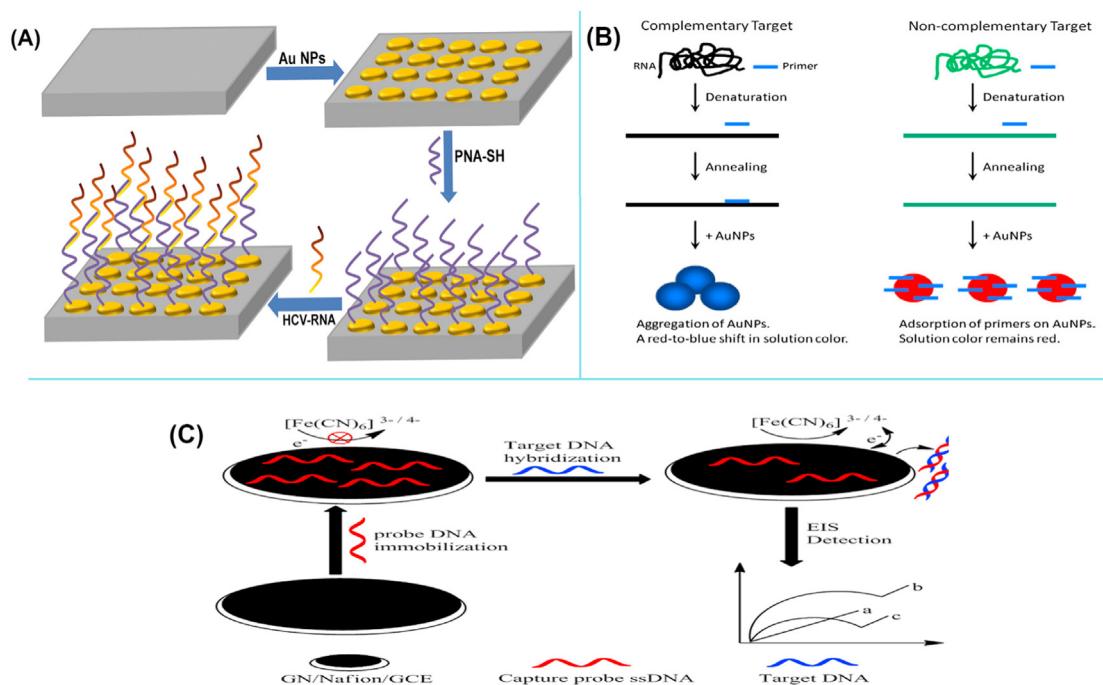 (A)
Au NPs
PNA-SH
HCV-RNA
(B)
Complementary Target
RNA
Primer
Denaturation
Annealing
+ AuNPs
Aggregation of AuNPs.
A red-to-blue shift in solution color.
Non-complementary Target
Denaturation
Annealing
+ AuNPs
Adsorption of primers on AuNPs.
Solution color remains red.
(C)
[Fe(CN)6] 3-/4-
e-
Target DNA
hybridization
[Fe(CN)6] 3-/4-
e-
probe DNA
immobilization
EIS
Detection
b
a
c
GN/Nafion/GCE
Capture probe ssDNA
Target DNA